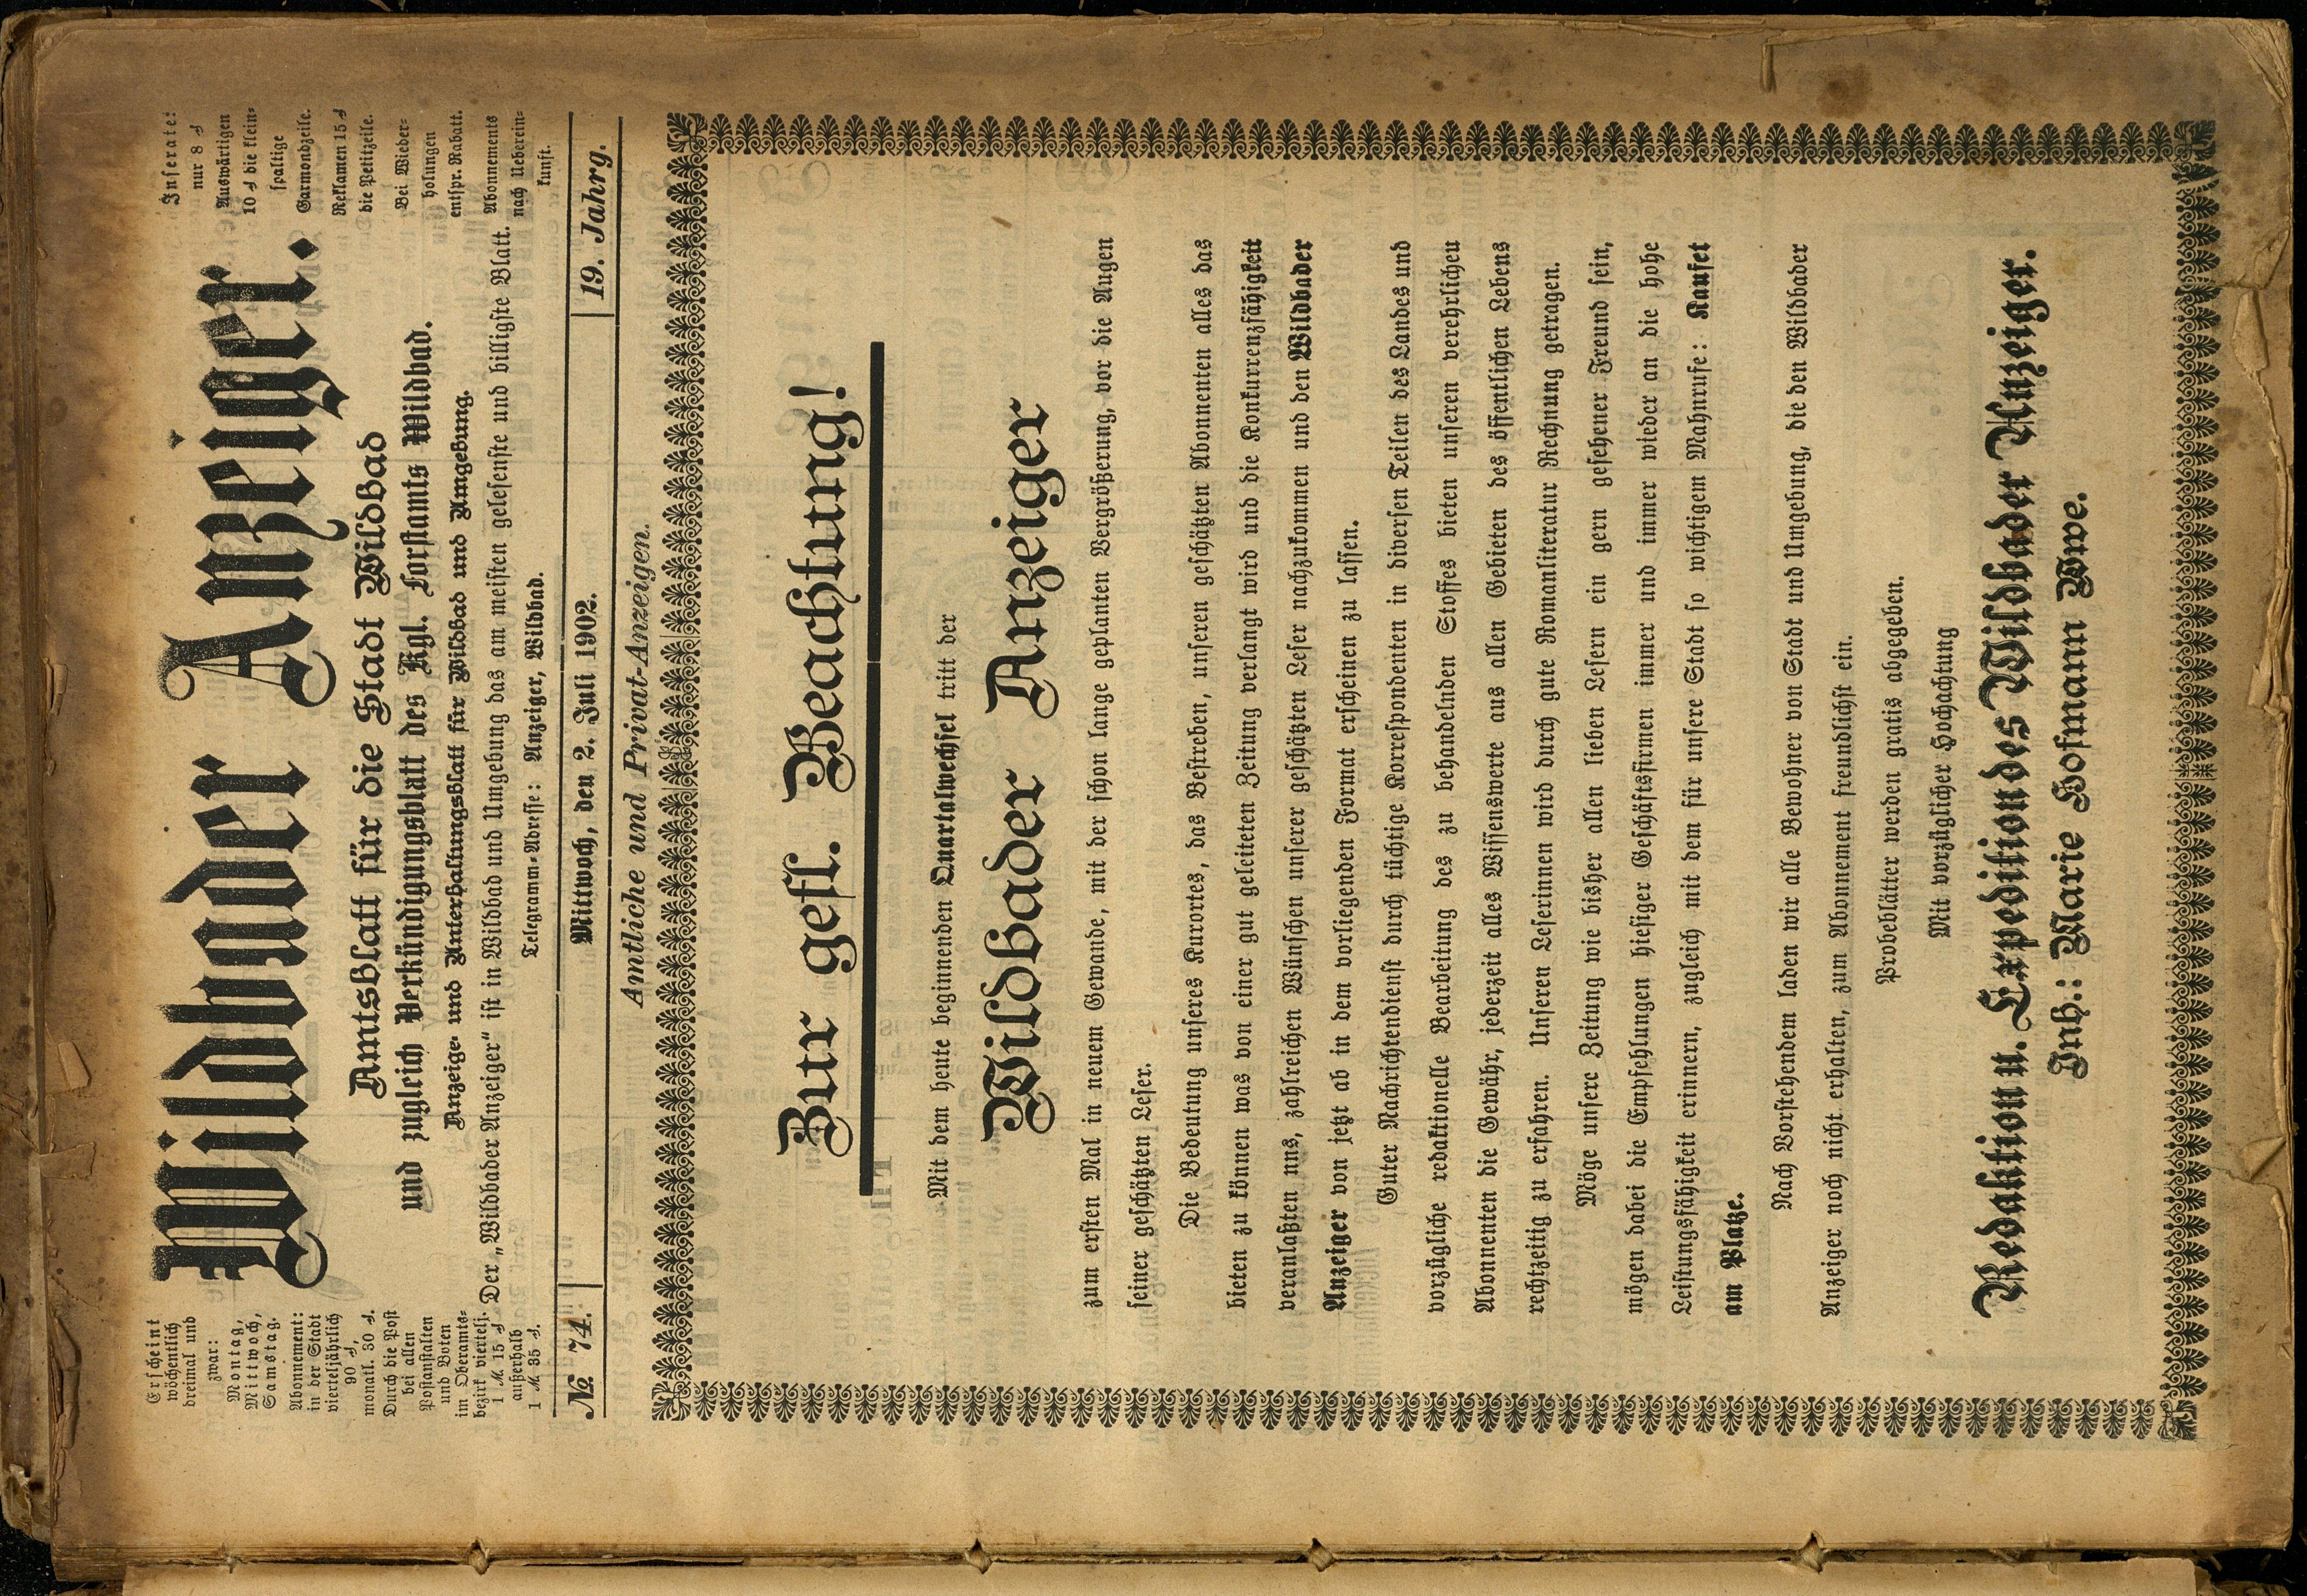 Erscheint
wöchentlich
dreimal und
zwar:
Montag,
Mittwoch,
Samstag.
Abonnement:
in der Stadt
vierteljährlich
90 ₰,
monatl. 30 ₰.
Durch die Post
bei allen
Postanstalten
und Boten
im Oberamts-
bezirk viertelj.
1 ℳ 15 ₰
außerhalb
1 ℳ 35 ₰.
Wildbader Anzeiger.
Amtsblatt für die Stadt Wildbad
und zugleich Verkündigungsblatt des Kgl. Forstamts Wildbad.
Anzeige- und Unterhaltungsblatt für Wildbad und Umgebung.
Der „Wildbader Anzeiger“ ist in Wildbad und Umgebung das am meisten gelesenste und billigste Blatt.
Telegramm-Adresse: Anzeiger, Wildbad.
Inserate:
nur 8 ₰
Auswärtigen
10 ₰ die klein-
spaltige
Garmondzeile.
Reklamen 15 ₰
die Petitzeile.
Bei Wieder-
holungen
entspr. Rabatt.
Abonnements
nach Ueberein-
kunft.
№ 74. Mittwoch, den 2. Juli 1902. 19. Jahrg.
Amtliche und Privat-Anzeigen.
Zur gefl. Beachtung!
Mit dem heute beginnenden Quartalwechsel tritt der
Wildbader Anzeiger
zum ersten Mal in neuem Gewande, mit der schon lange geplanten Vergrößerung, vor die Augen
seiner geschätzten Leser.
Die Bedeutung unseres Kurortes, das Bestreben, unseren geschätzten Abonnenten alles das
bieten zu können was von einer gut geleiteten Zeitung verlangt wird und die Konkurrenzfähigkeit
veranlaßten uns, zahlreichen Wünschen unserer geschätzten Leser nachzukommen und den Wildbader
Anzeiger von jetzt ab in dem vorliegenden Format erscheinen zu lassen.
Guter Nachrichtendienst durch tüchtige Korrespondenten in diversen Teilen des Landes und
vorzügliche redaktionelle Bearbeitung des zu behandelnden Stoffes bieten unseren verehrlichen
Abonnenten die Gewähr, jederzeit alles Wissenswerte aus allen Gebieten des öffentlichen Lebens
rechtzeitig zu erfahren. Unseren Leserinnen wird durch gute Romanliteratur Rechnung getragen.
Möge unsere Zeitung wie bisher allen lieben Lesern ein gern gesehener Freund sein,
mögen dabei die Empfehlungen hiesiger Geschäftsfirmen immer und immer wieder an die hohe
Leistungsfähigkeit erinnern, zugleich mit dem für unsere Stadt so wichtigem Mahnrufe: Kaufet
am Platze.
Nach Vorstehendem laden wir alle Bewohner von Stadt und Umgebung, die den Wildbader
Anzeiger noch nicht erhalten, zum Abonnement freundlichst ein.
Probeblätter werden gratis abgegeben.
Mit vorzüglicher Hochachtung
Redaktion u. Expedition des Wildbader Anzeiger.
Inh.: Marie Hofmann Wwe.